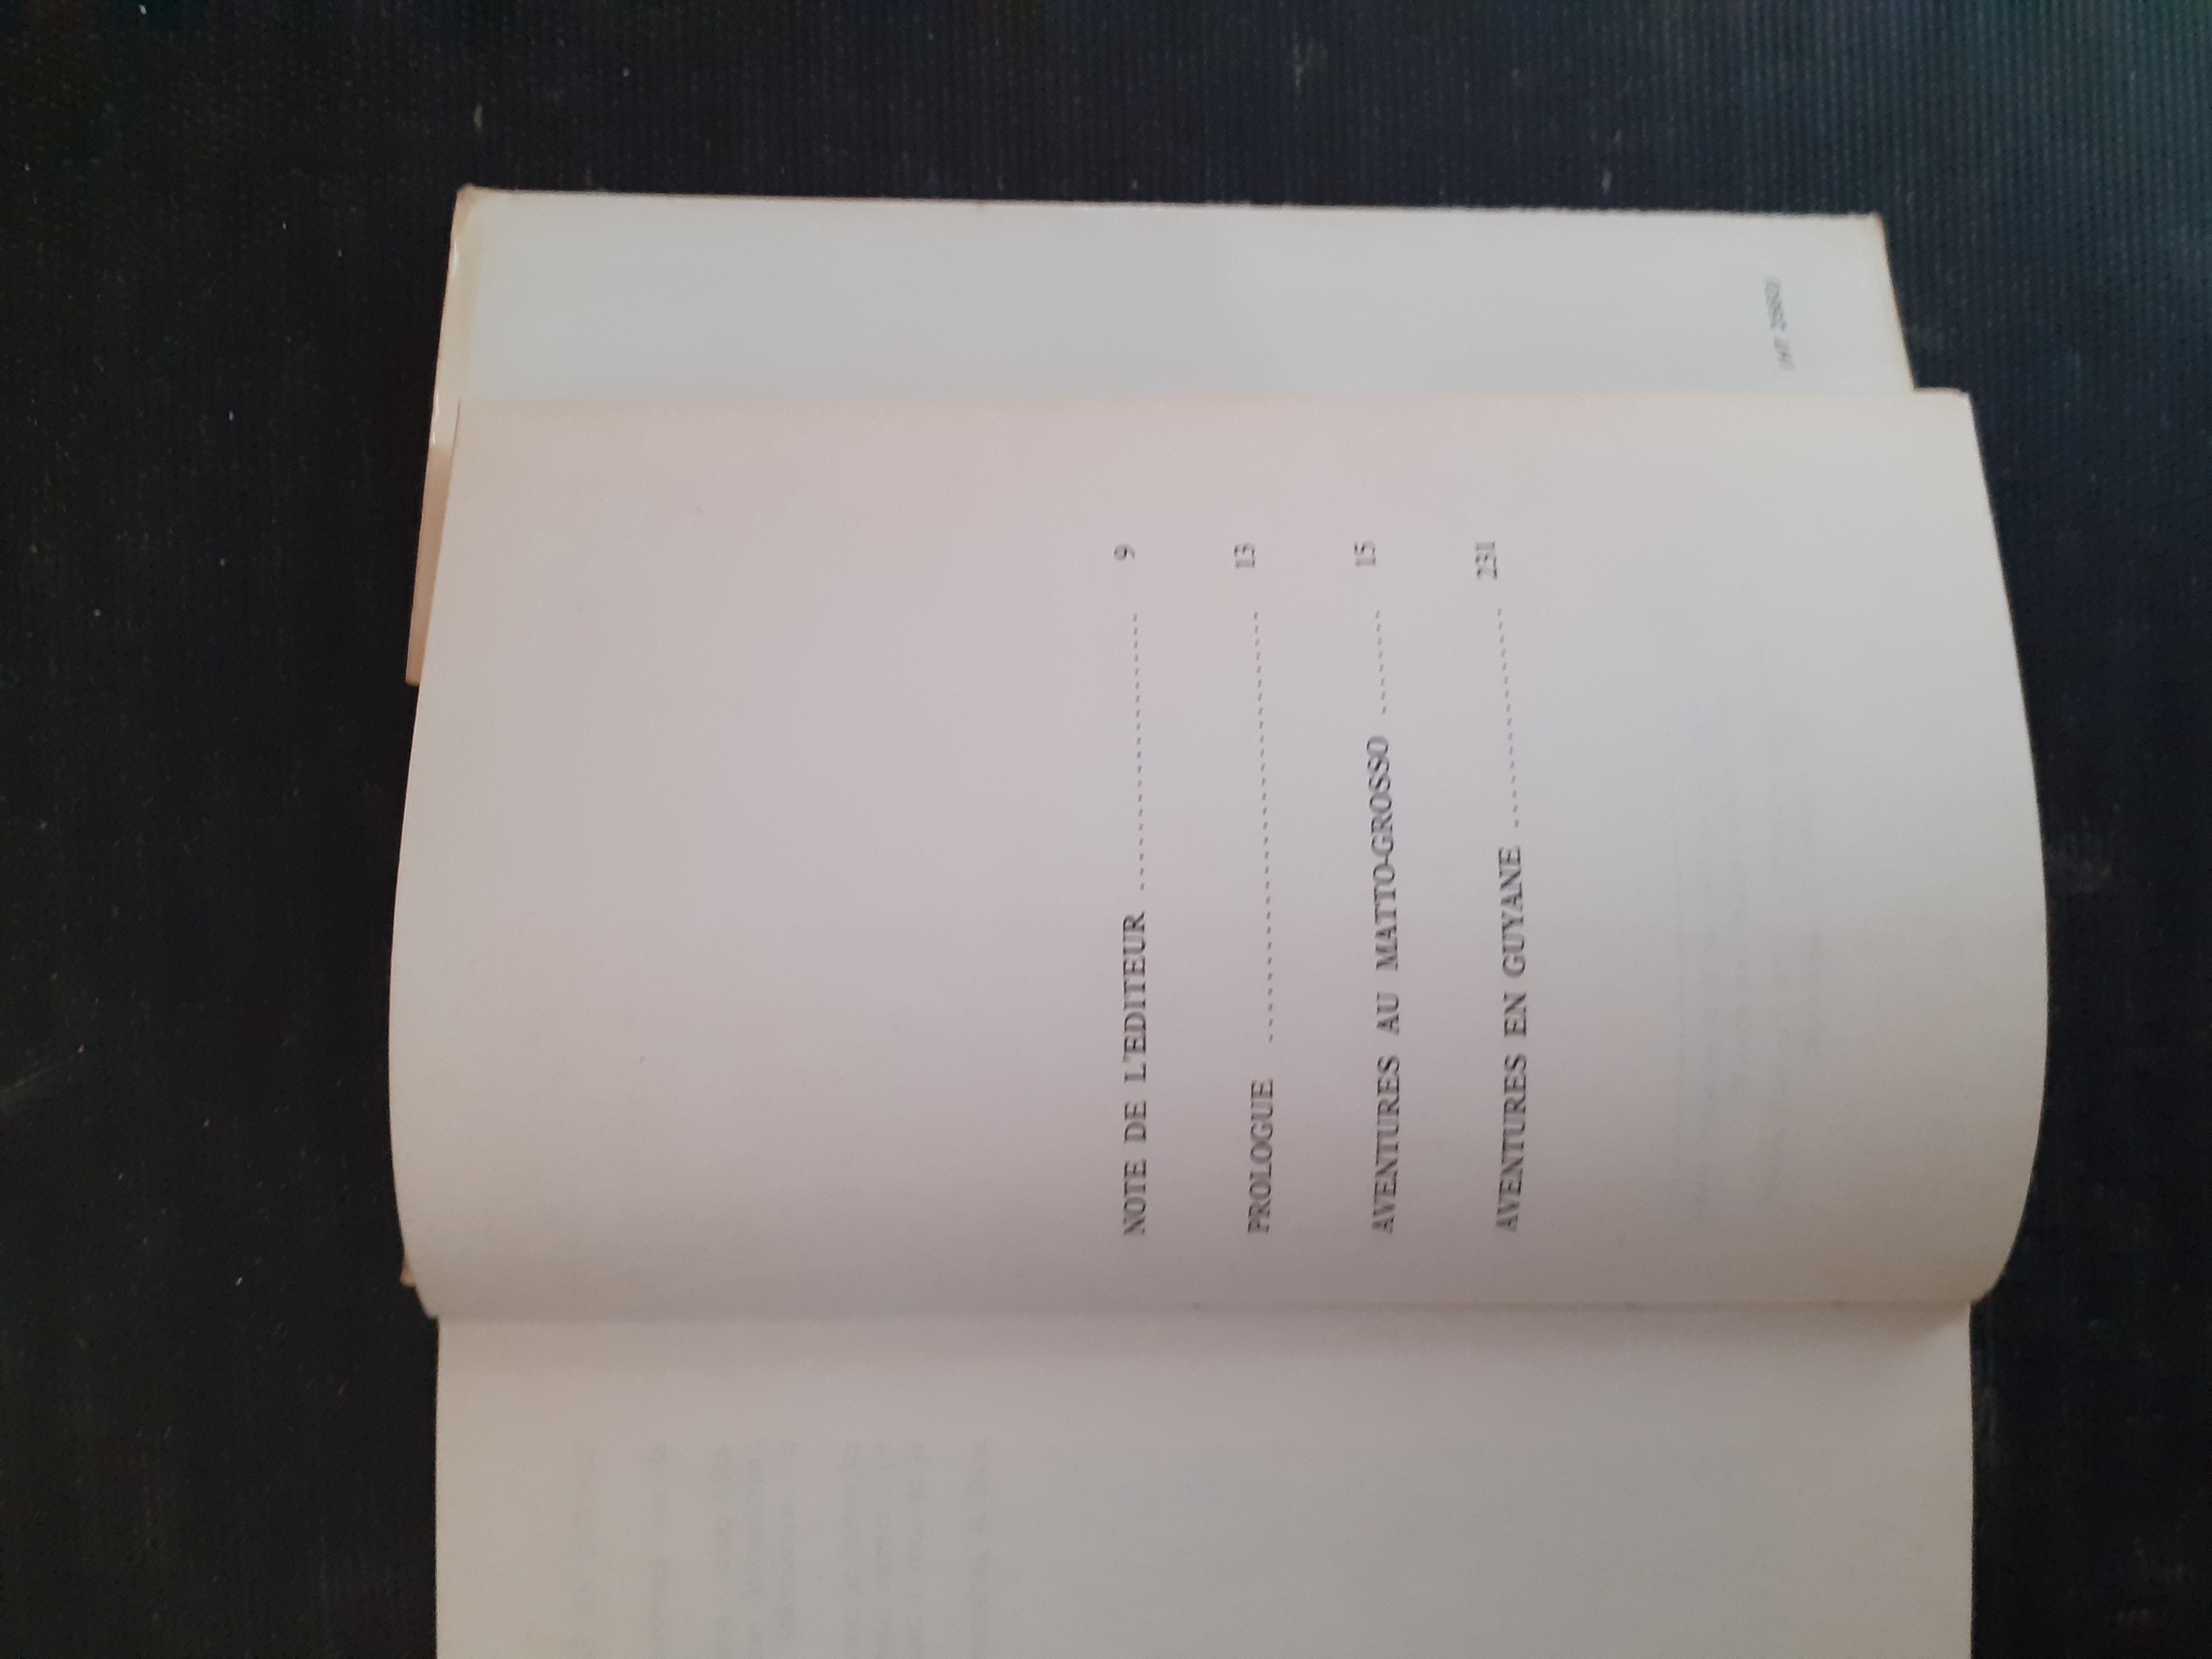 NOTE DE L'EDITEUR -------------------- 9
PROLOGUE ------------------------------ 13
AVENTURES AU MATTO-GROSSO -------- 15
AVENTURES EN GUYANE ---------------- 231